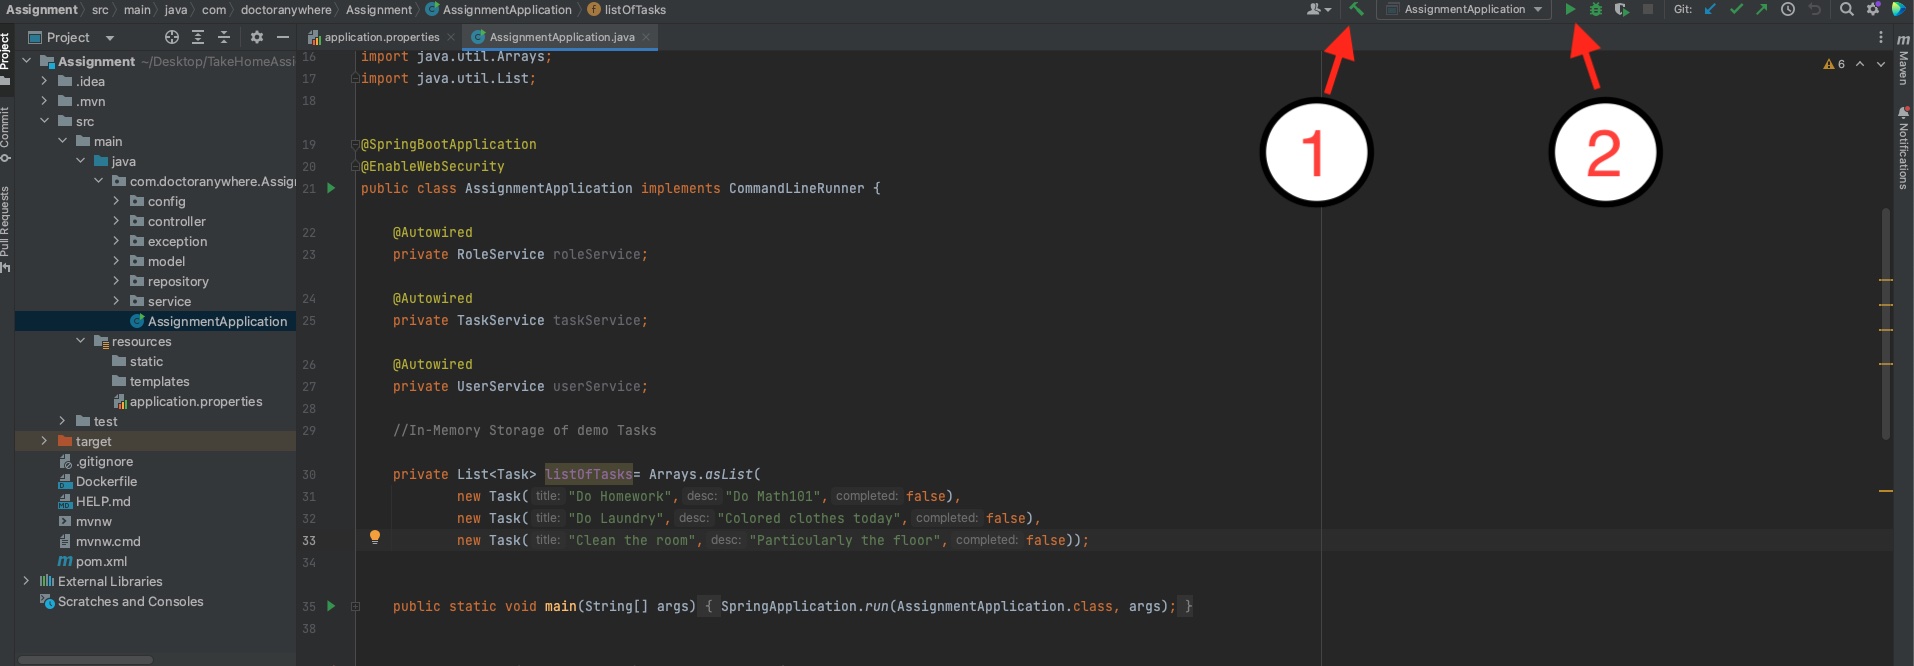 Assignment src main java com doctoranywhere Assignment AssignmentApplication listOfTasks
AssignmentApplication Git:
Project
application.properties AssignmentApplication.java
Project
Commit
Pull Requests
Assignment ~/Desktop/TakeHomeAssi
.idea
.mvn
src
main
java
com.doctoranywhere.Assig
config
controller
exception
model
repository
service
AssignmentApplication
resources
static
templates
application.properties
test
target
.gitignore
Dockerfile
HELP.md
mvnw
mvnw.cmd
pom.xml
External Libraries
Scratches and Consoles
16 import java.util.Arrays;
17 import java.util.List;
18
19 @SpringBootApplication
20 @EnableWebSecurity
21 public class AssignmentApplication implements CommandLineRunner {
22 @Autowired
23 private RoleService roleService;
24 @Autowired
25 private TaskService taskService;
26 @Autowired
27 private UserService userService;
28
29 //In-Memory Storage of demo Tasks
30 private List<Task> listOfTasks= Arrays.asList(
31 new Task( title: "Do Homework", desc: "Do Math101", completed: false),
32 new Task( title: "Do Laundry", desc: "Colored clothes today", completed: false),
33 new Task( title: "Clean the room", desc: "Particularly the floor", completed: false));
34
35 public static void main(String[] args) { SpringApplication.run(AssignmentApplication.class, args); }
38
1
2
6
m
Maven
Notifications